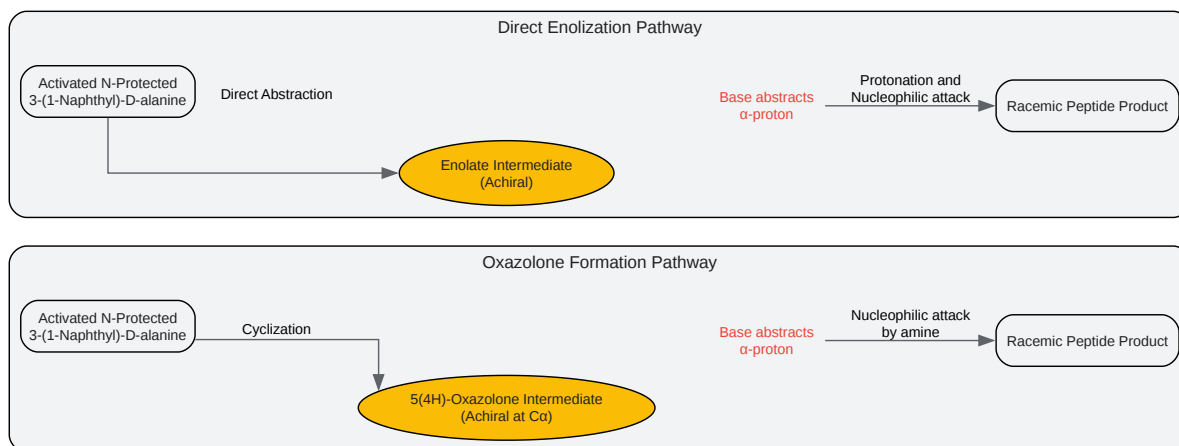 Direct Enolization Pathway
Activated N-Protected
3-(1-Naphthyl)-D-alanine
Direct Abstraction
Base abstracts
α-proton
Protonation and
Nucleophilic attack
Racemic Peptide Product
Enolate Intermediate
(Achiral)
Oxazolone Formation Pathway
Activated N-Protected
3-(1-Naphthyl)-D-alanine
Cyclization
Base abstracts
α-proton
Nucleophilic attack
by amine
Racemic Peptide Product
5(4H)-Oxazolone Intermediate
(Achiral at Cα)